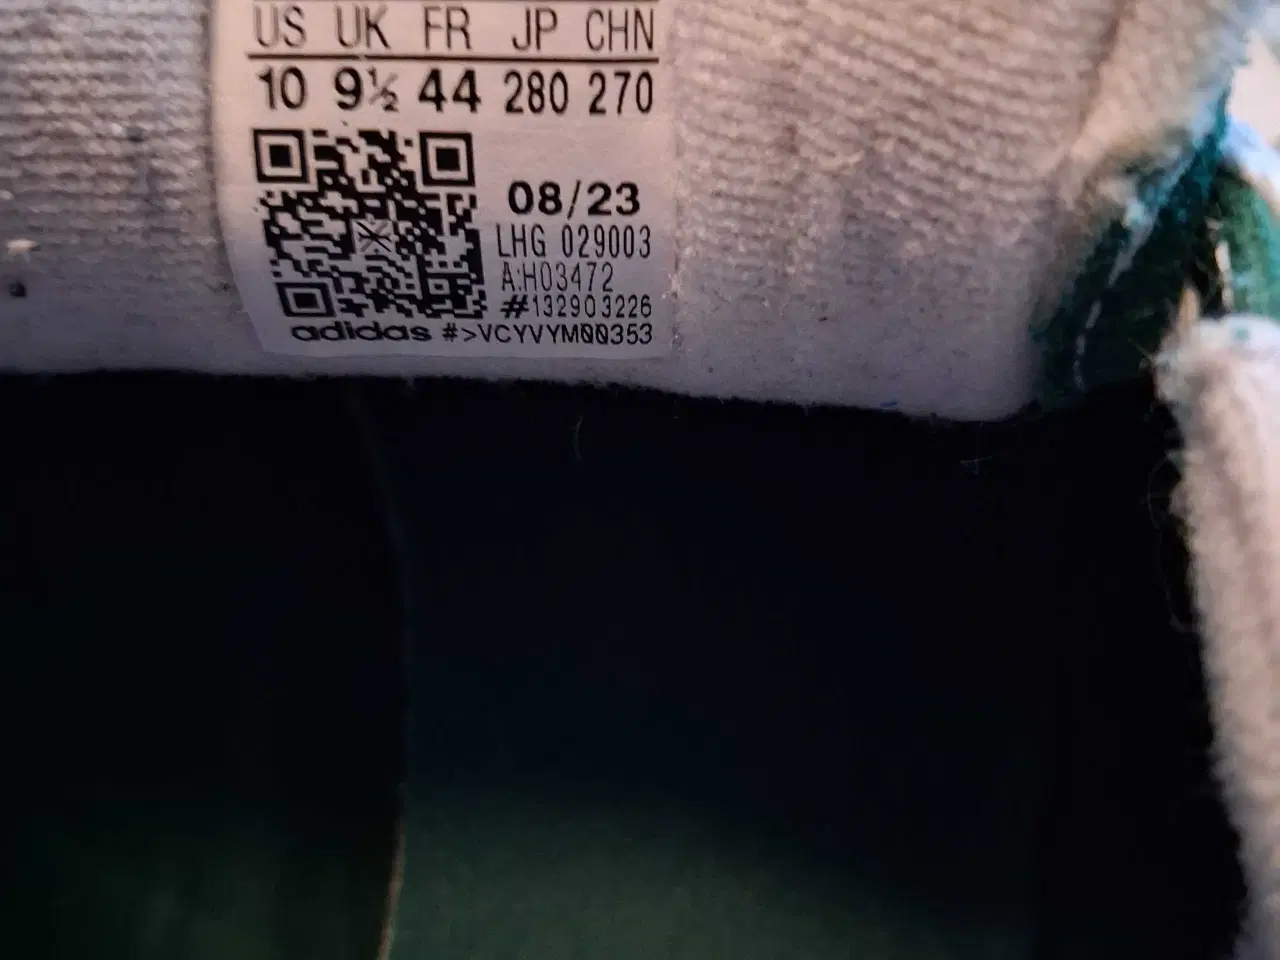 US UK FR JP CHN
10 9½ 44 280 270
08/23
LHG 029003
A:H03472
#132903226
adidas #>VCYVYM00353